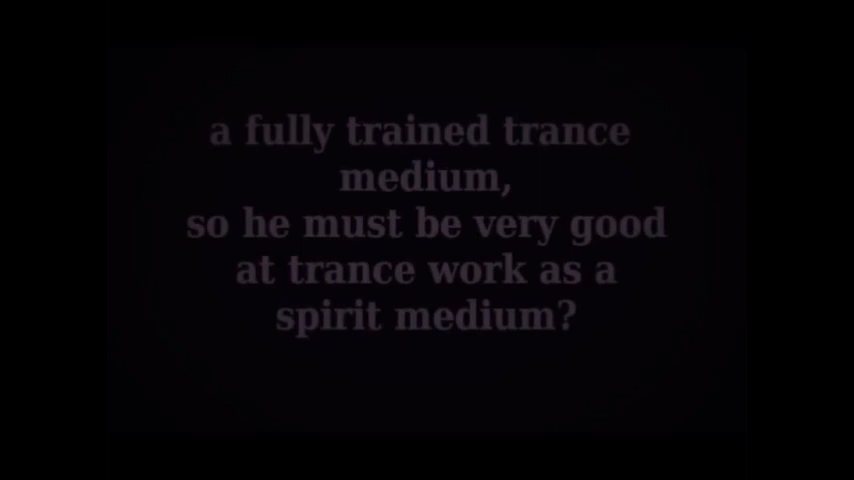 a fully trained trance
medium,
so he must be very good
at trance work as a
spirit medium?